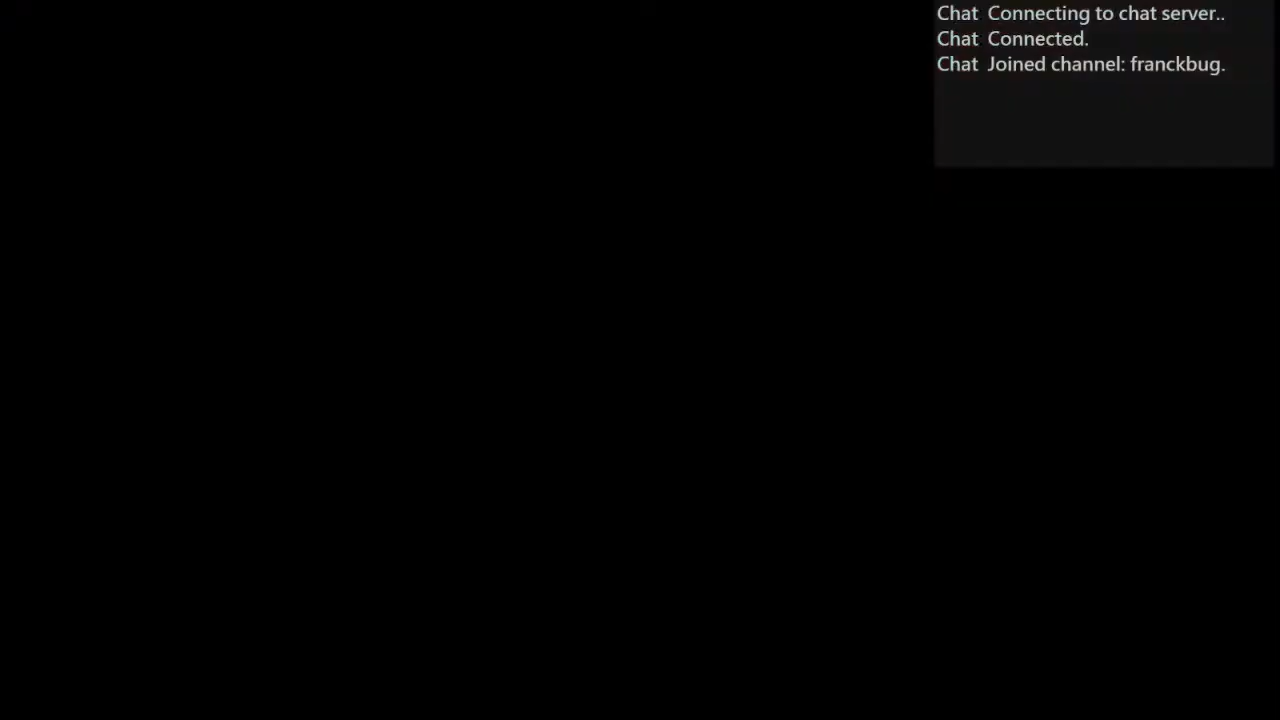 Chat Connecting to chat server..
Chat Connected.
Chat Joined channel: franckbug.